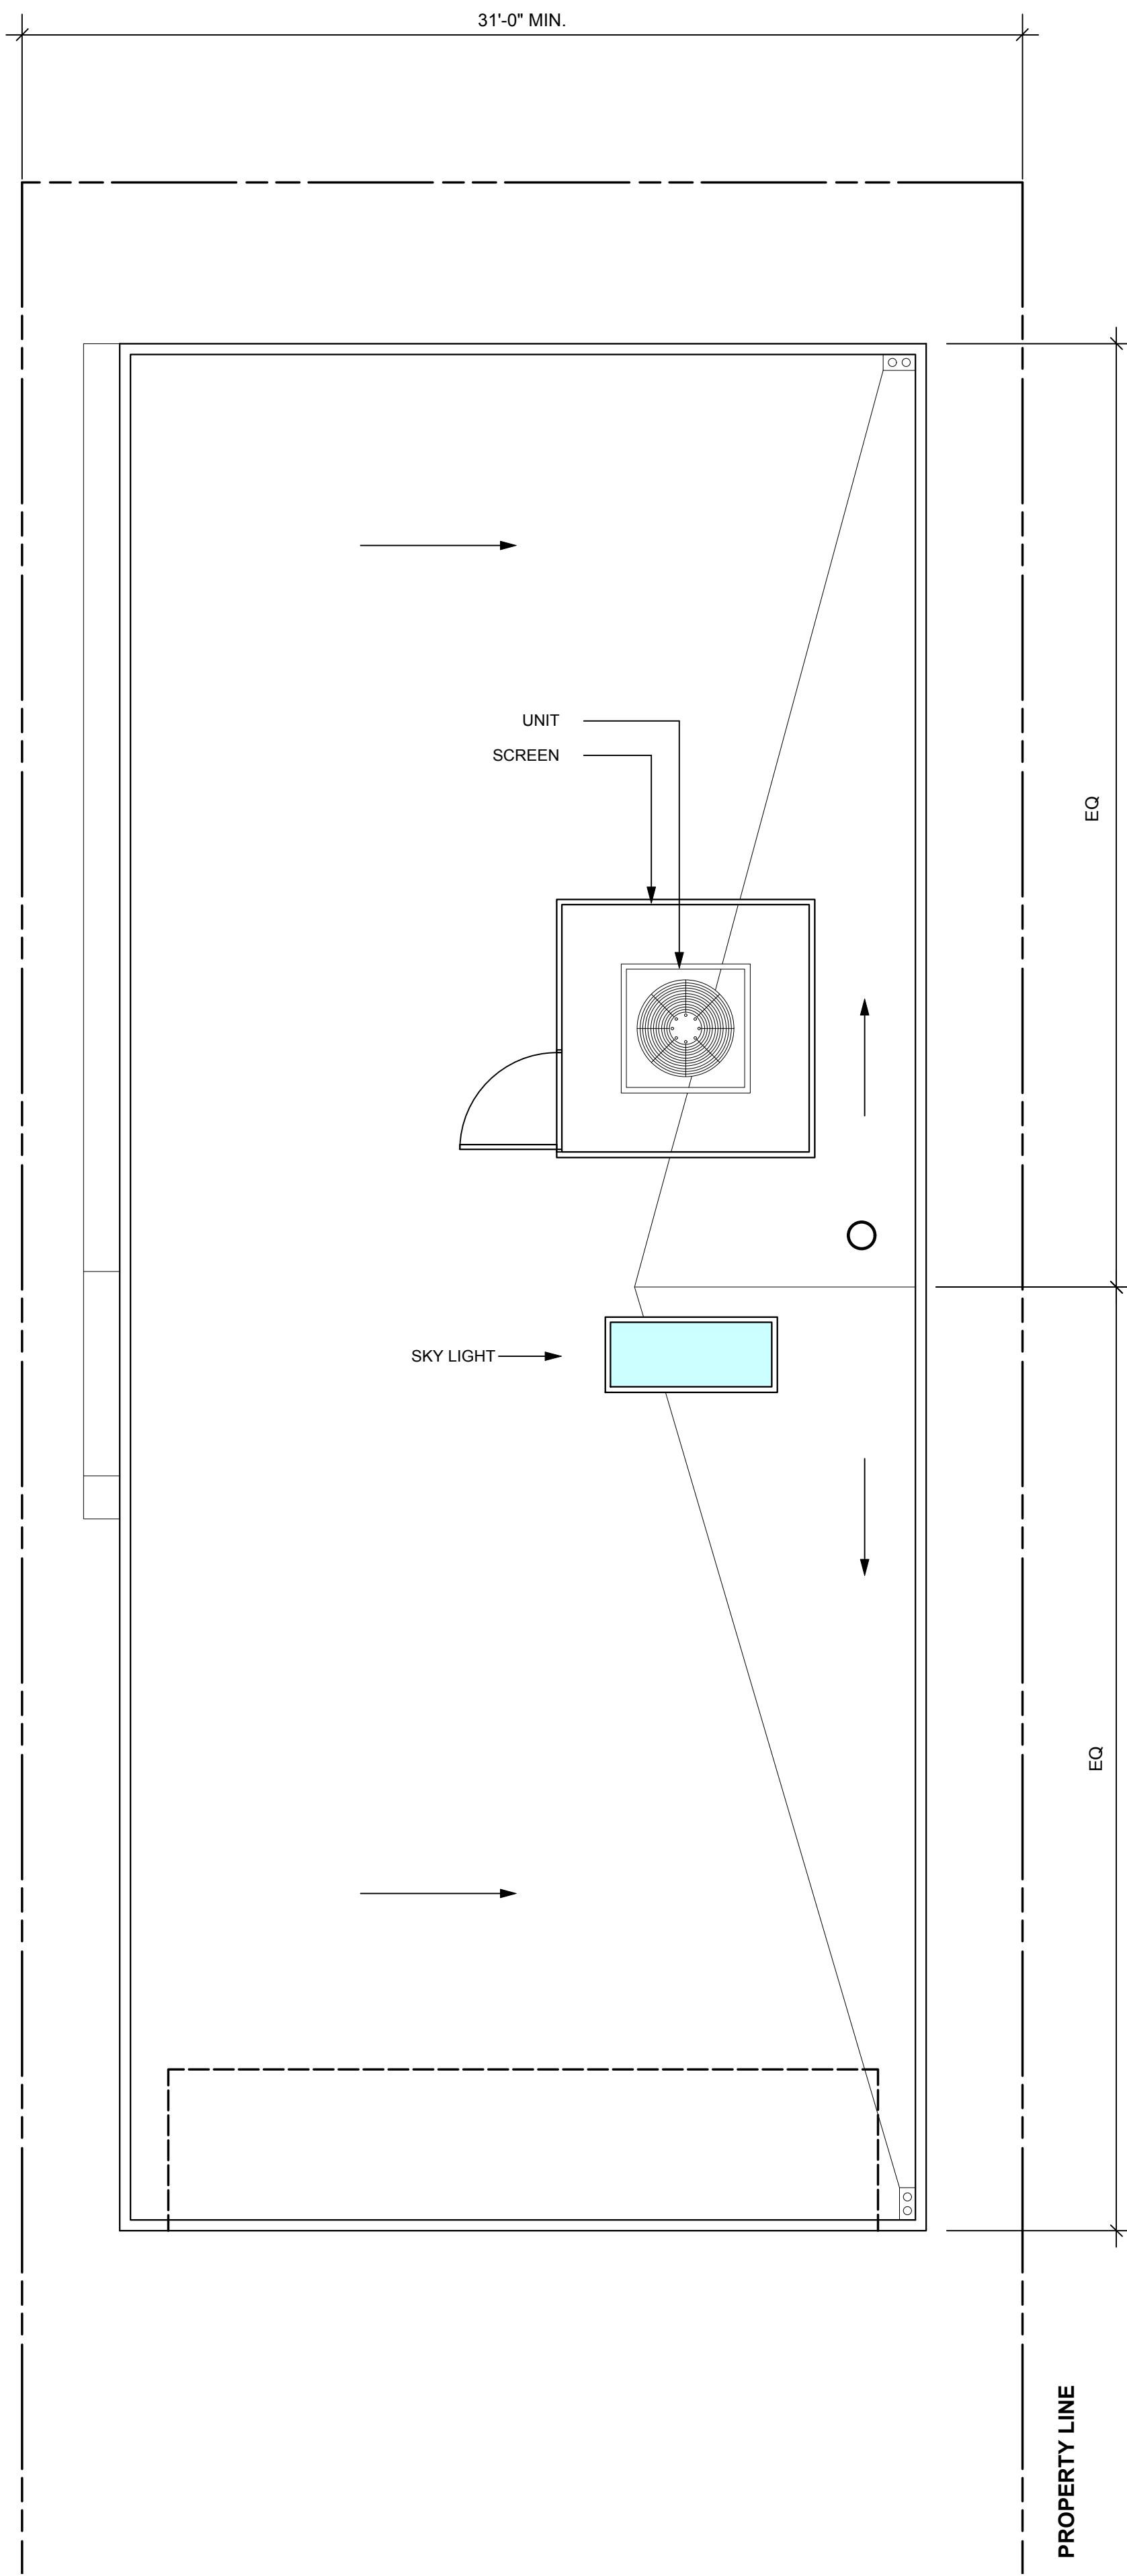 31'-0" MIN.
UNIT
SCREEN
EQ
SKY LIGHT
EQ
PROPERTY LINE